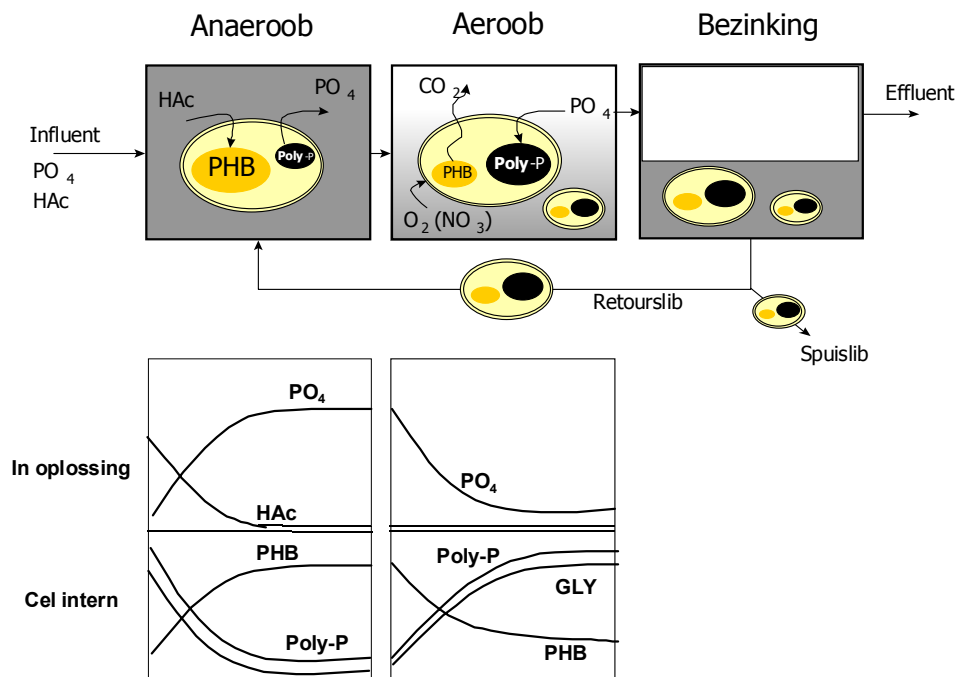 Anaeroob
Aeroob
Bezinking
HAc
PO 4
CO 2
PO 4
Effluent
Influent
PO 4
HAc
PHB
Poly-P
PHB
Poly-P
O 2 (NO 3)
Retourslib
Spuislib
In oplossing
PO4
HAc
PO4
Cel intern
PHB
Poly-P
Poly-P
GLY
PHB